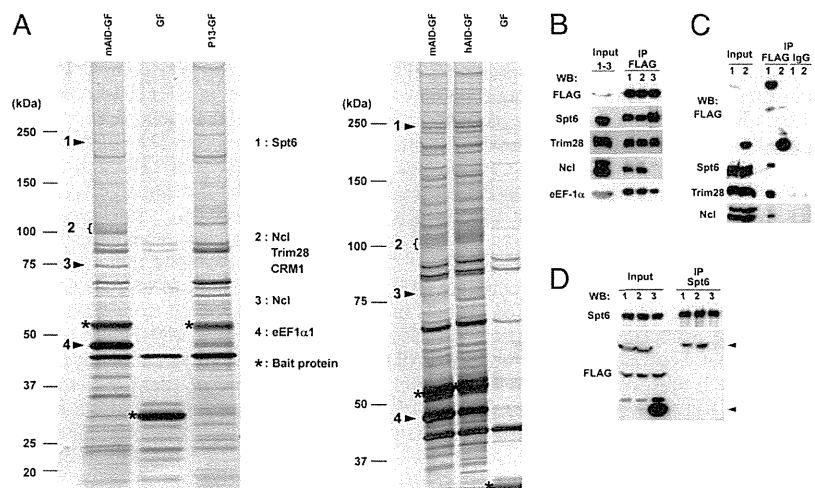 A
mAID-GF
GF
P13-GF
(kDa)
250
150
100
75
50
37
25
20
1
2
3
4
*
*
*
1 : Spt6
2 : Ncl
Trim28
CRM1
3 : Ncl
4 : eEF1α1
* : Bait protein
mAID-GF
hAID-GF
GF
(kDa)
250
150
100
75
50
37
1
2
3
4
*
*
*
B
Input
1-3
IP
FLAG
WB:
1 2 3
FLAG
Spt6
Trim28
Ncl
eEF-1α
C
Input
IP
FLAG IgG
1 2
1 2
1 2
WB:
FLAG
Spt6
Trim28
Ncl
D
Input
IP
Spt6
WB:
1 2 3
1 2 3
Spt6
FLAG